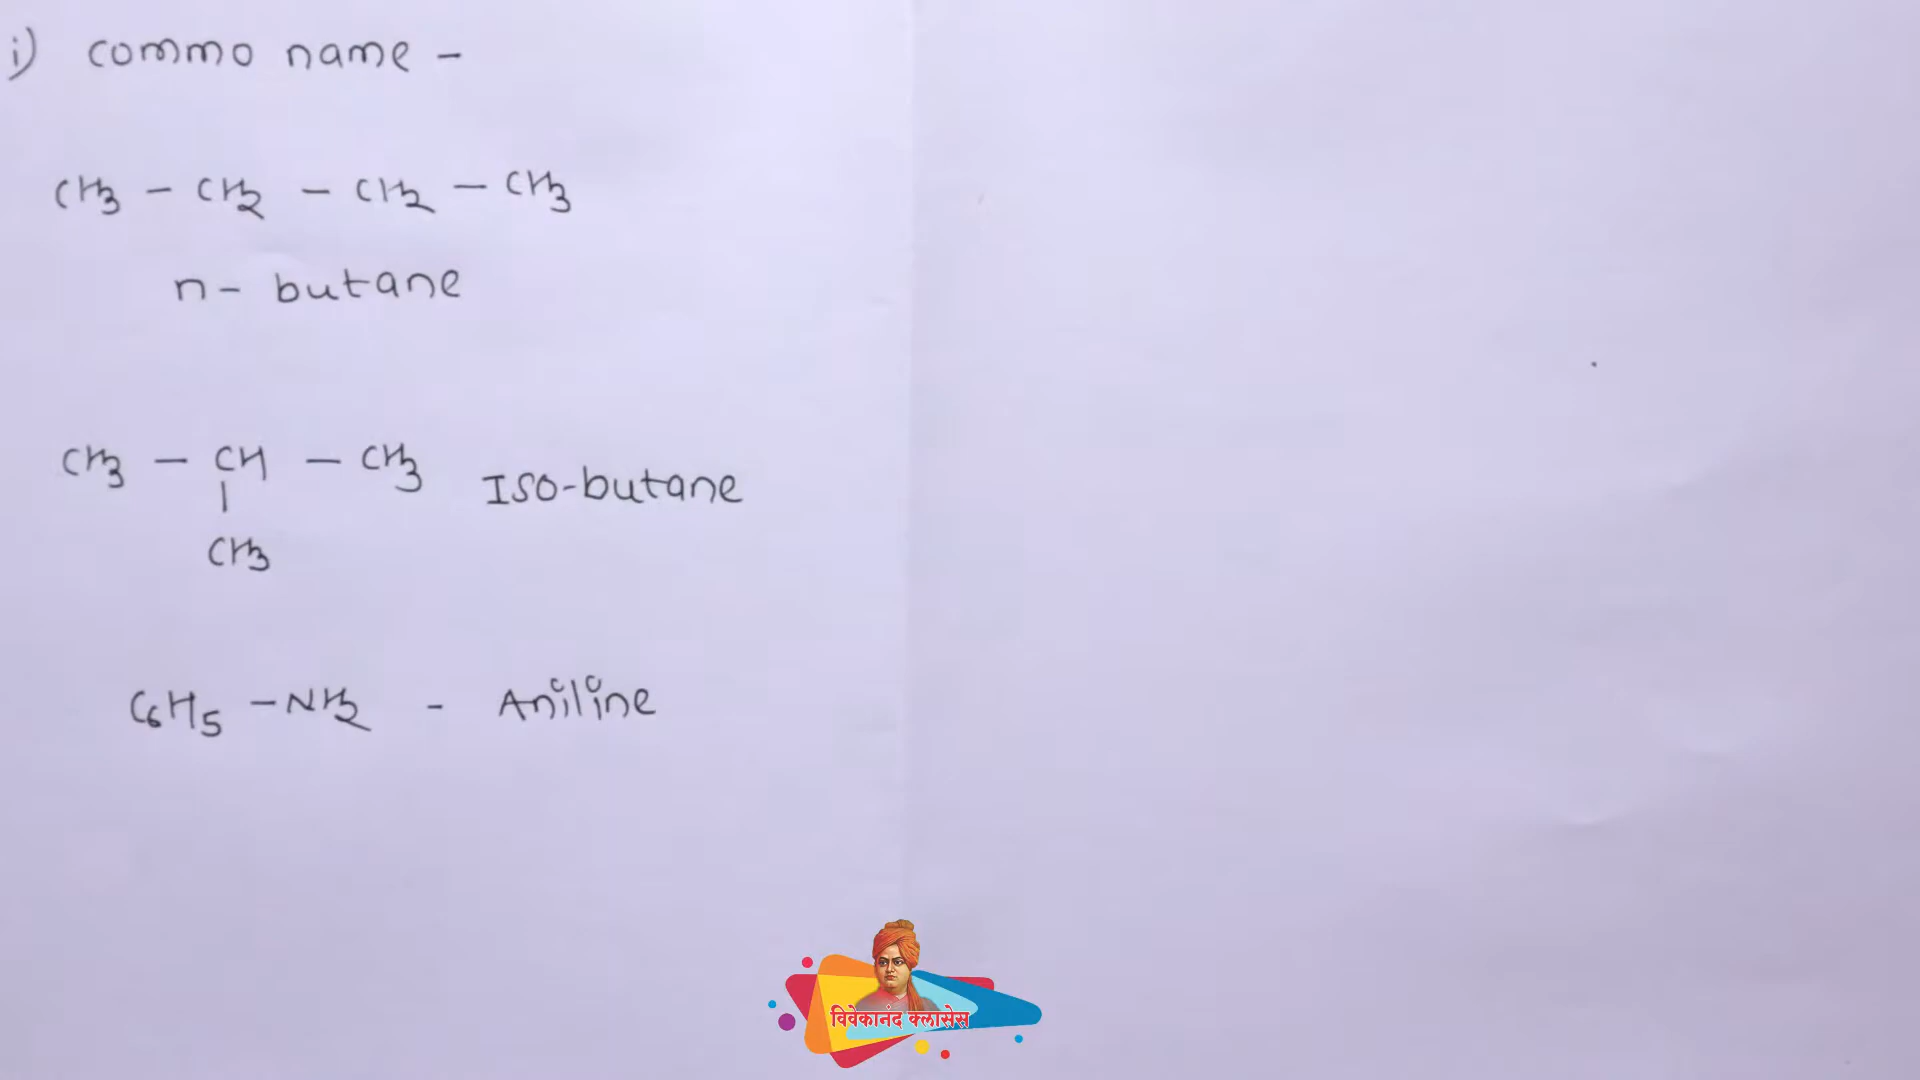 i) commo name -
CH3 - CH2 - CH2 - CH3
n- butane
CH3 - CH - CH3 Iso-butane
|
CH3
C6H5 -NH2 - Aniline
विवेकानंद क्लासेस